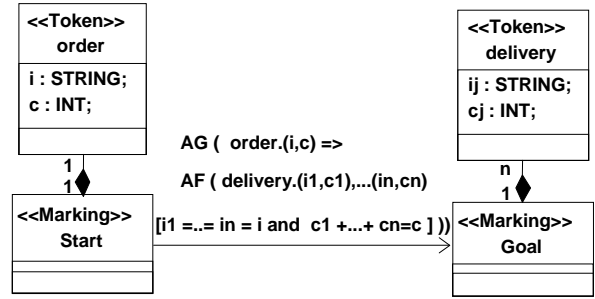 <<Token>>
order
i : STRING;
c : INT;
<<Token>>
delivery
ij : STRING;
cj : INT;
AG ( order.(i,c) =>
AF ( delivery.(i1,c1),...(in,cn)
[i1 =..= in = i and c1 +...+ cn=c ] ))
1
1
<<Marking>>
Start
n
1
<<Marking>>
Goal